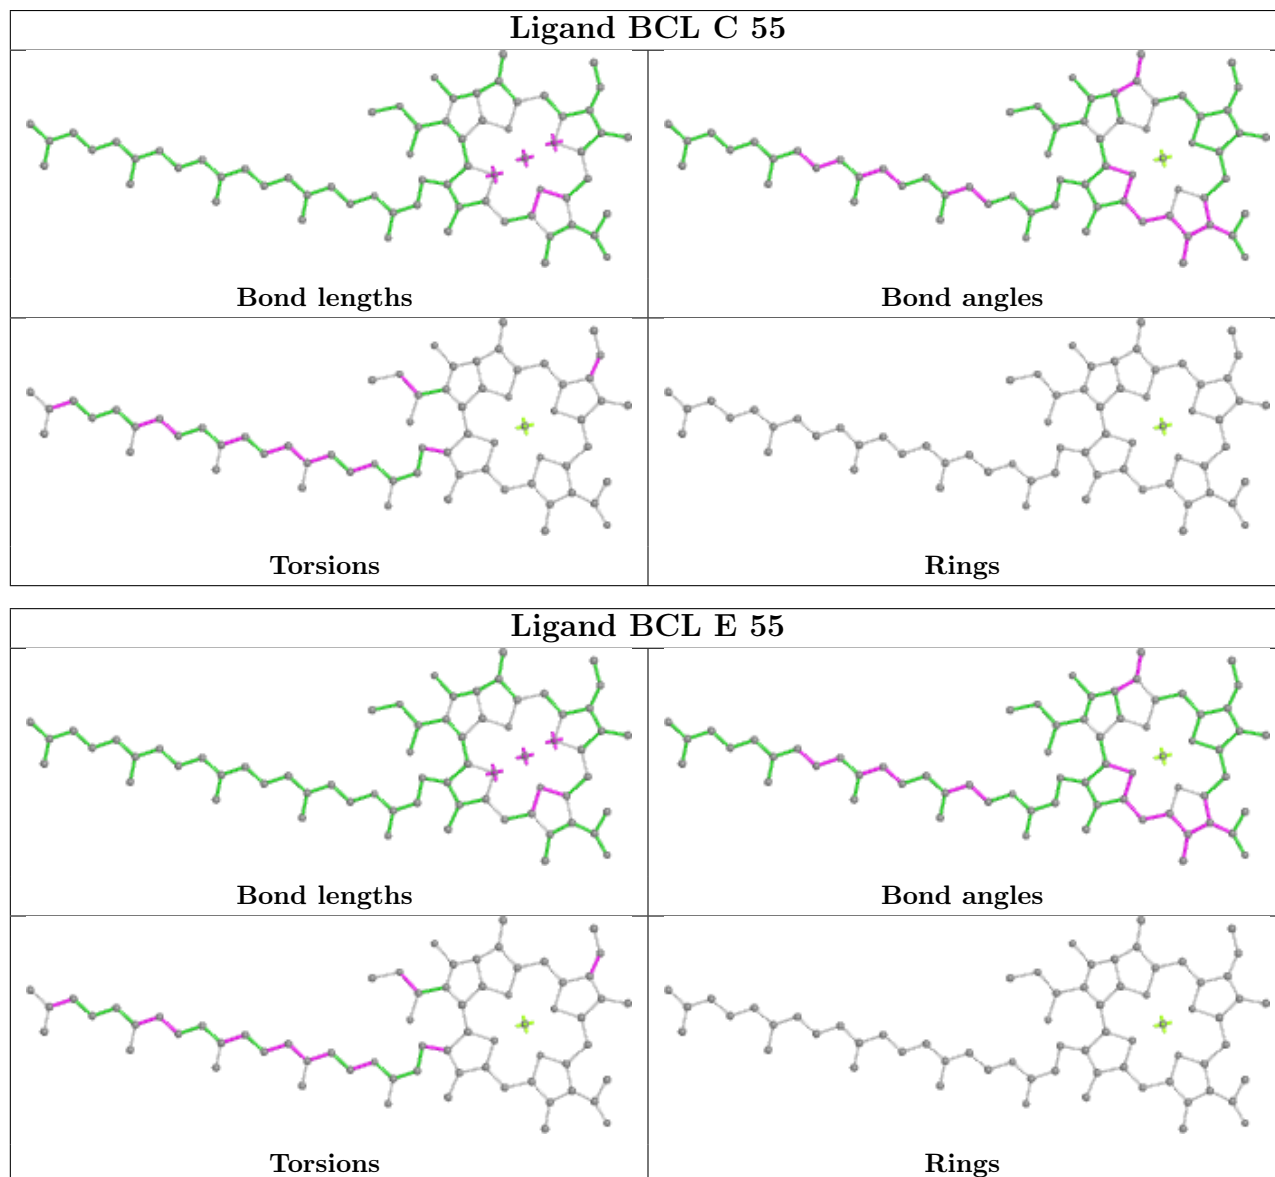 Ligand BCL C 55
Bond lengths
Bond angles
Torsions
Rings
Ligand BCL E 55
Bond lengths
Bond angles
Torsions
Rings